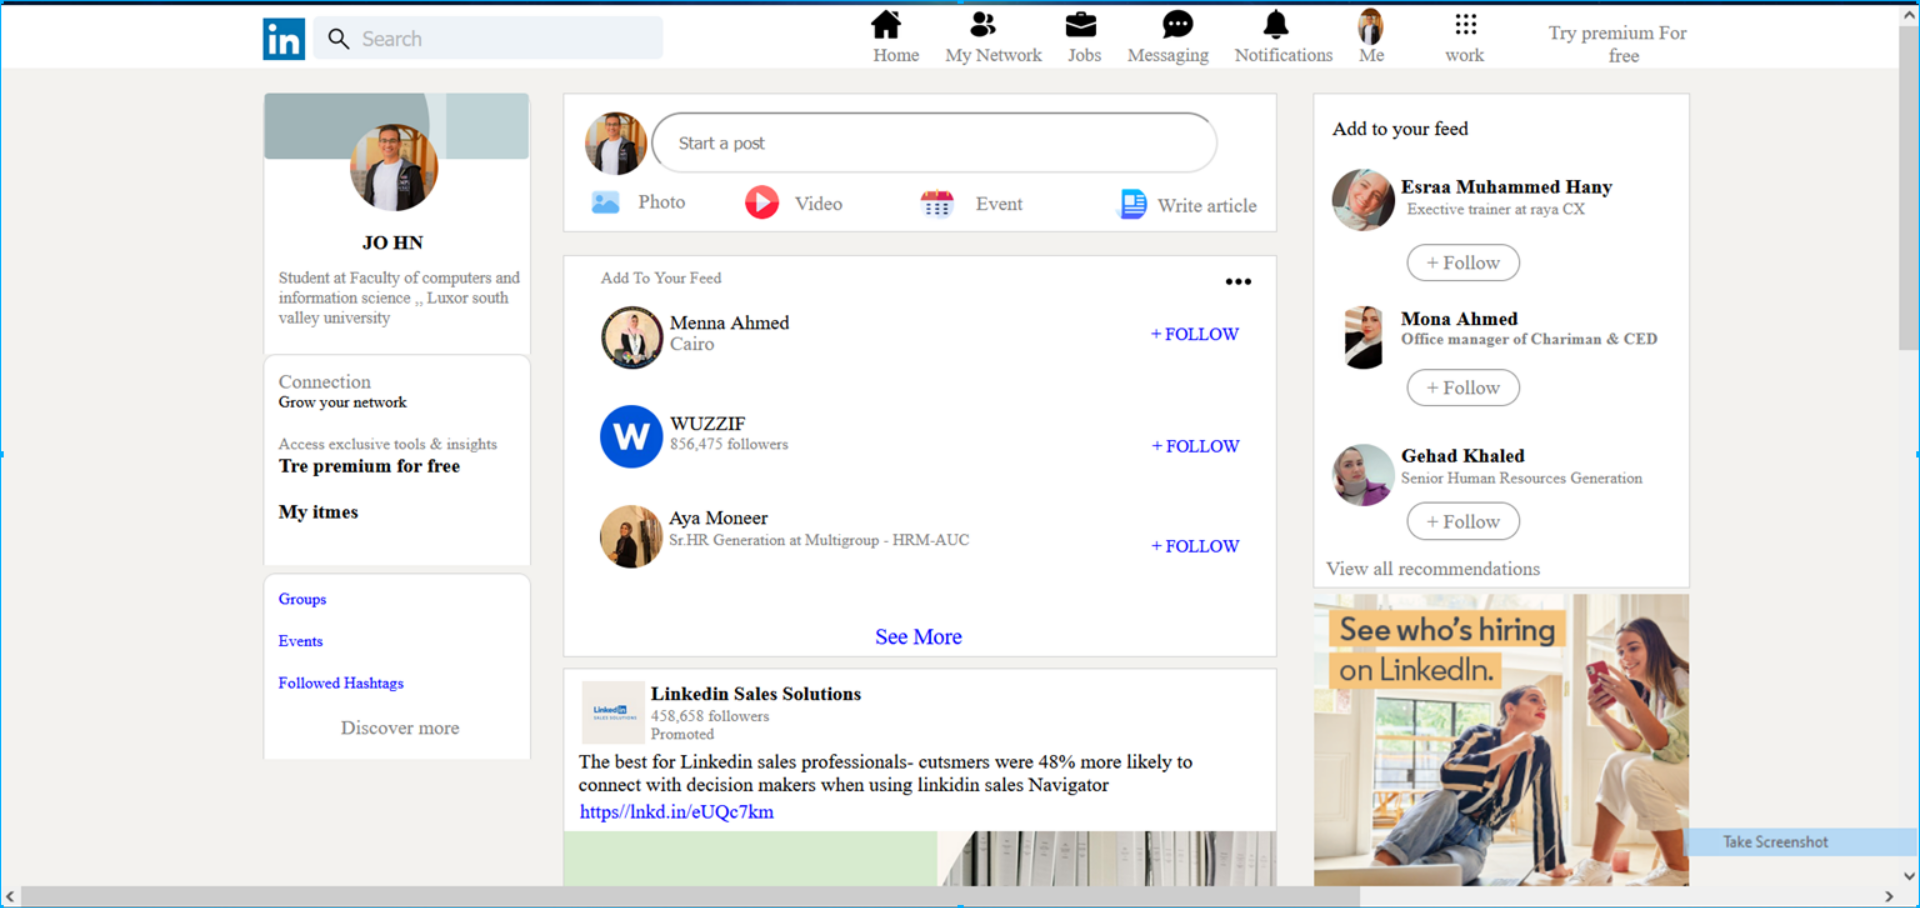 in
Search
Home
My Network
Jobs
Messaging
Notifications
Me
work
Try premium For
free
JO HN
Student at Faculty of computers and
information science ,, Luxor south
valley university
Connection
Grow your network
Access exclusive tools & insights
Tre premium for free
My itmes
Groups
Events
Followed Hashtags
Discover more
Start a post
Photo
Video
Event
Write article
Add To Your Feed
Menna Ahmed
Cairo
+ FOLLOW
W
WUZZIF
856,475 followers
+ FOLLOW
Aya Moneer
Sr.HR Generation at Multigroup - HRM-AUC
+ FOLLOW
See More
Linked in
SALES SOLUTIONS
Linkedin Sales Solutions
458,658 followers
Promoted
The best for Linkedin sales professionals- cutsmers were 48% more likely to
connect with decision makers when using linkidin sales Navigator
https//lnkd.in/eUQc7km
Add to your feed
Esraa Muhammed Hany
Exective trainer at raya CX
+ Follow
Mona Ahmed
Office manager of Chariman & CED
+ Follow
Gehad Khaled
Senior Human Resources Generation
+ Follow
View all recommendations
See who's hiring
on LinkedIn.
Take Screenshot